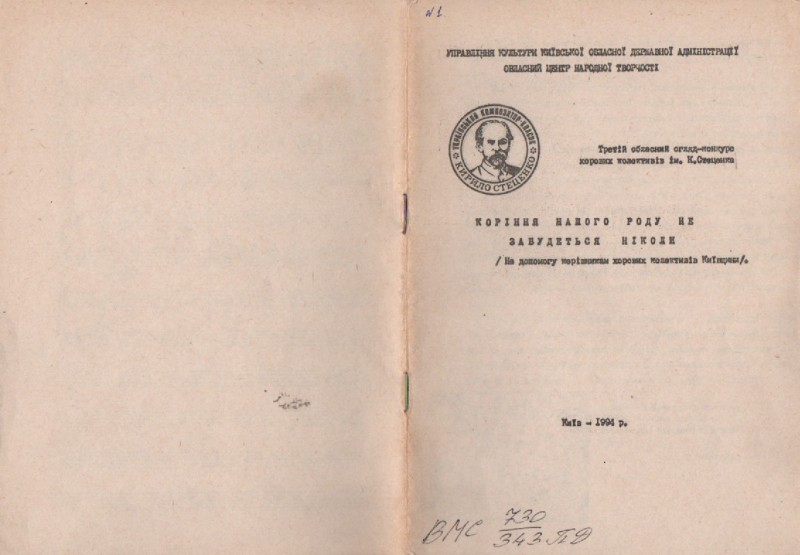 №1
УПРАВЛІННЯ КУЛЬТУРИ КИЇВСЬКОЇ ОБЛАСНОЇ ДЕРЖАВНОЇ АДМІНІСТРАЦІЇ
ОБЛАСНИЙ ЦЕНТР НАРОДНОЇ ТВОРЧОСТІ
УКРАЇНСЬКИЙ КОМПОЗИТОР-КЛАСИК
КИРИЛО СТЕЦЕНКО
Третій обласний огляд-конкурс
хорових колективів ім. К.Стеценка
КОРІННЯ НАШОГО РОДУ НЕ
ЗАБУДЕТЬСЯ НІКОЛИ
/ На допомогу керівникам хорових колективів Київщини/.
Київ - 1994 р.
ВМС 730
343 ПД